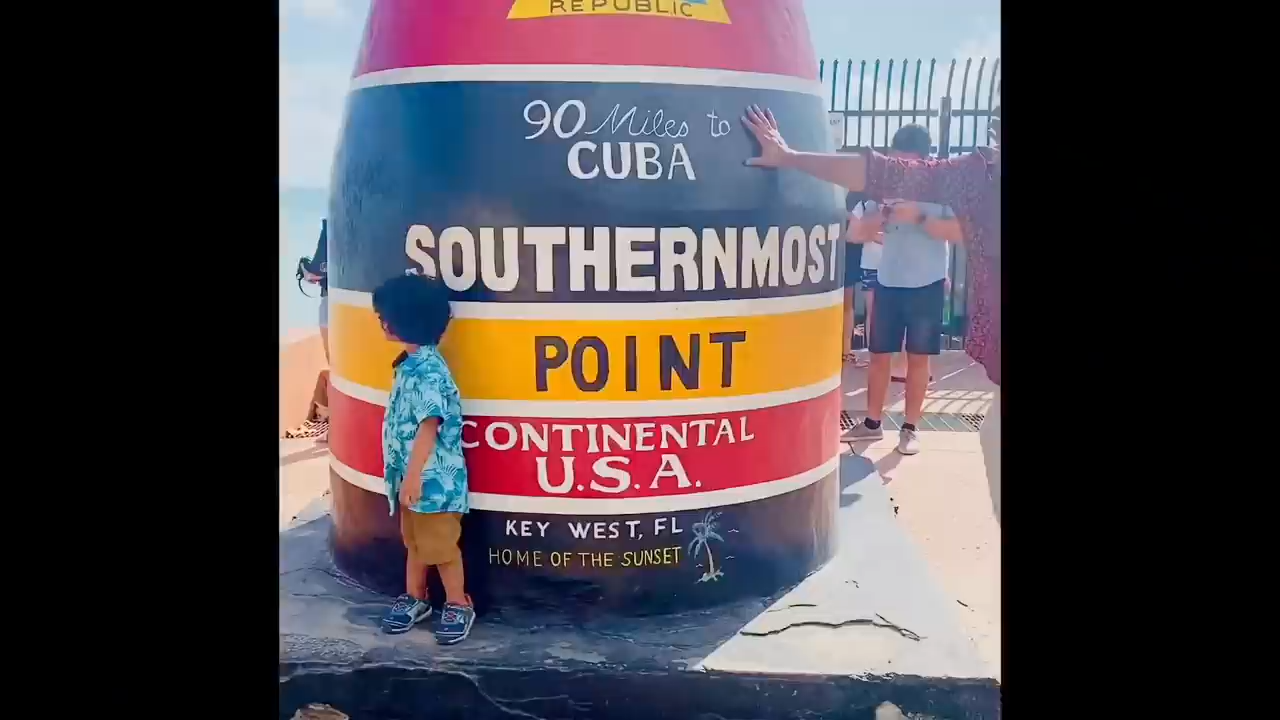 REPUBLIC
90 Miles to
CUBA
SOUTHERNMOST
POINT
CONTINENTAL
U.S.A.
KEY WEST, FL
HOME OF THE SUNSET